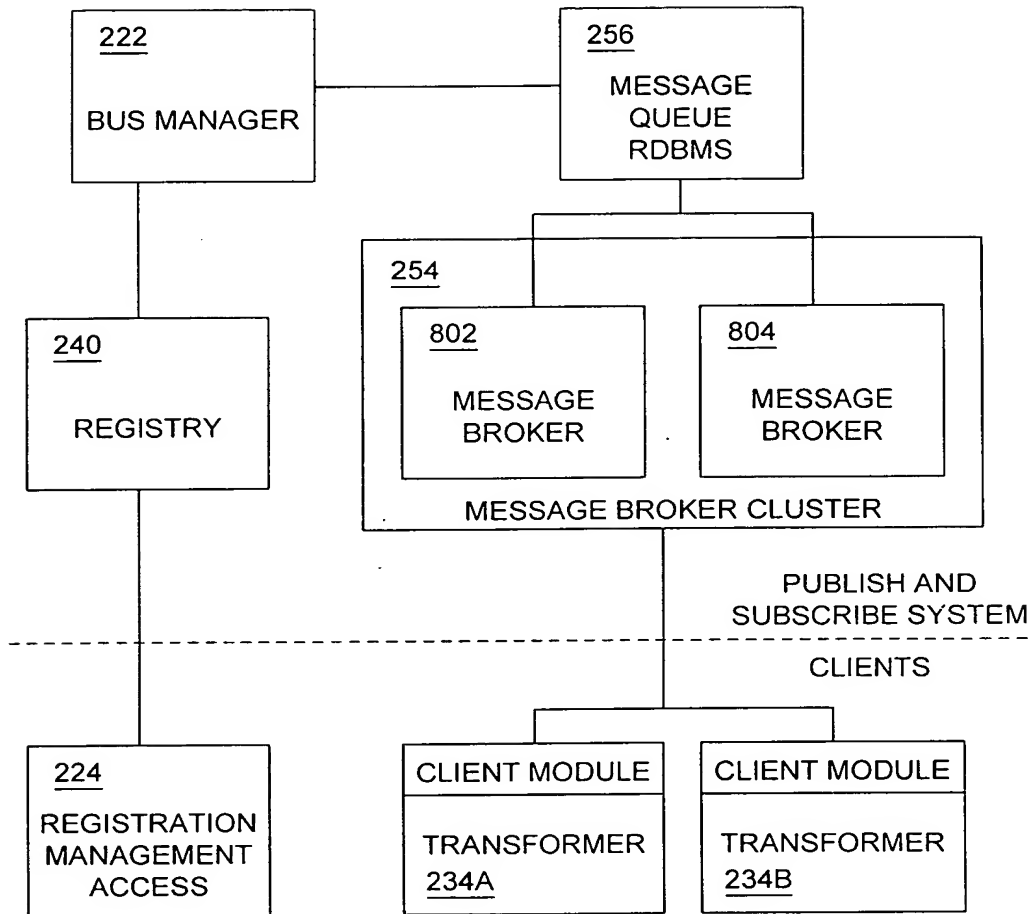 222
BUS MANAGER
256
MESSAGE
QUEUE
RDBMS
254
802
MESSAGE
BROKER
804
MESSAGE
BROKER
MESSAGE BROKER CLUSTER
240
REGISTRY
PUBLISH AND
SUBSCRIBE SYSTEM
CLIENTS
224
REGISTRATION
MANAGEMENT
ACCESS
CLIENT MODULE
TRANSFORMER
234A
CLIENT MODULE
TRANSFORMER
234B